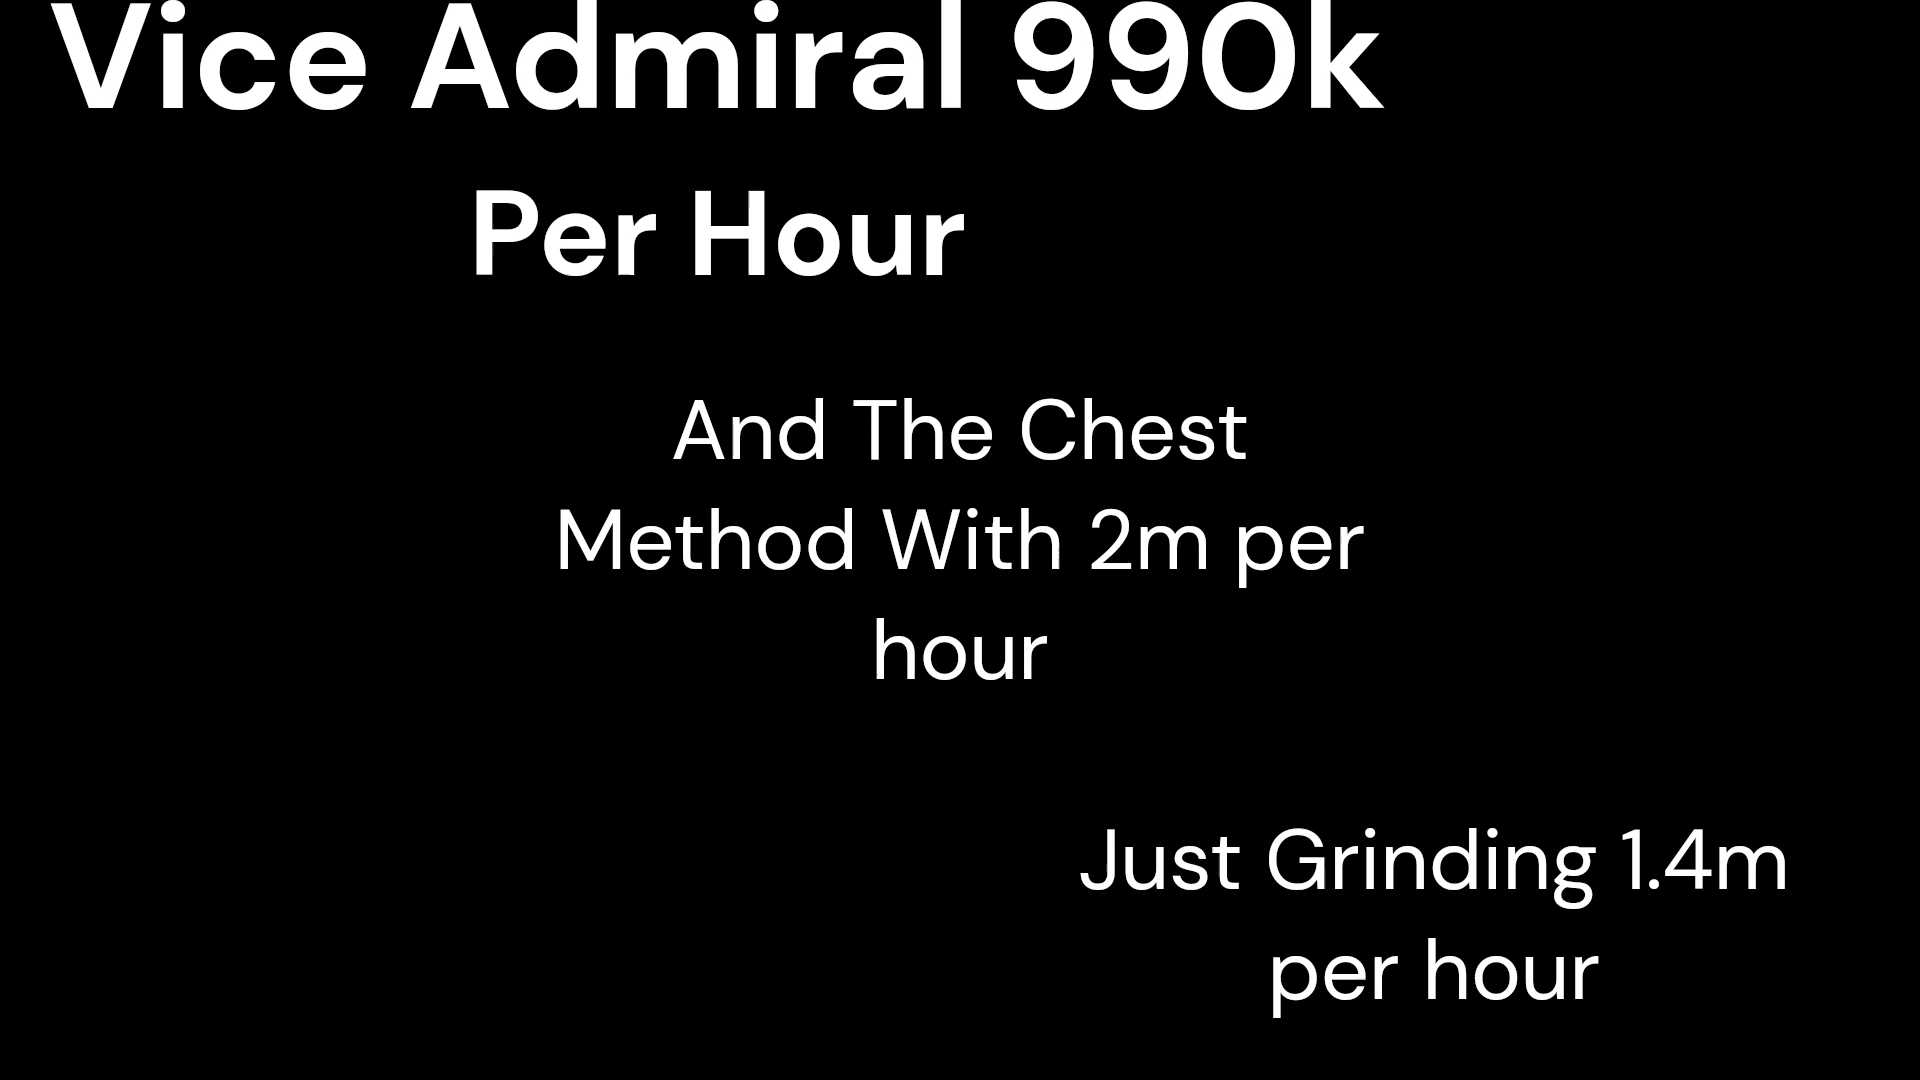 Vice Admiral 990k
Per Hour
And The Chest
Method With 2m per
hour
Just Grinding 1.4m
per hour